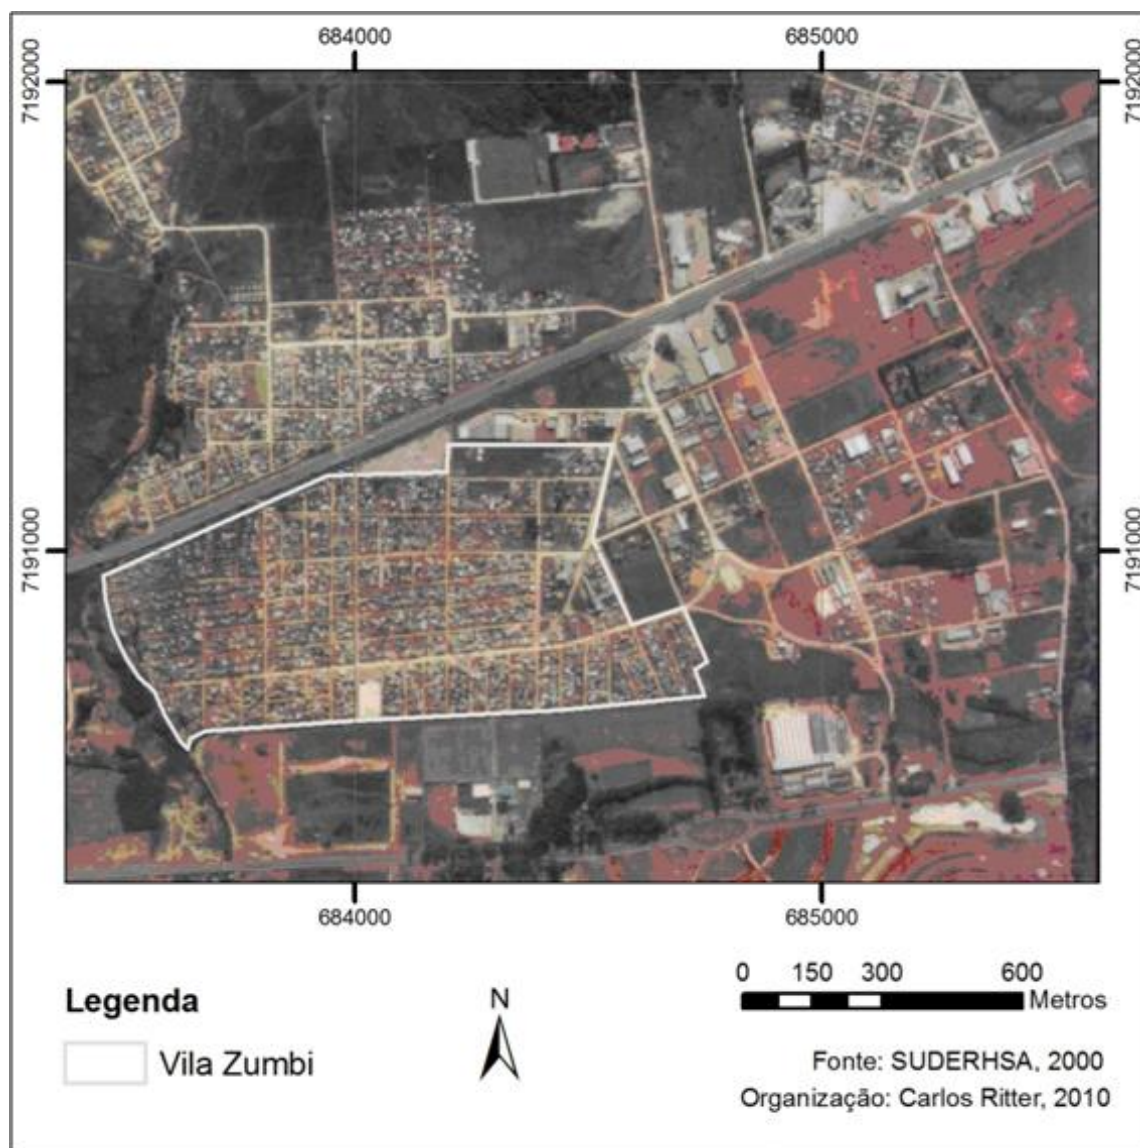 684000 685000
7192000 7192000
7191000 7191000
684000 685000
Legenda
Vila Zumbi
N
0 150 300 600
Metros
Fonte: SUDERHSA, 2000
Organização: Carlos Ritter, 2010